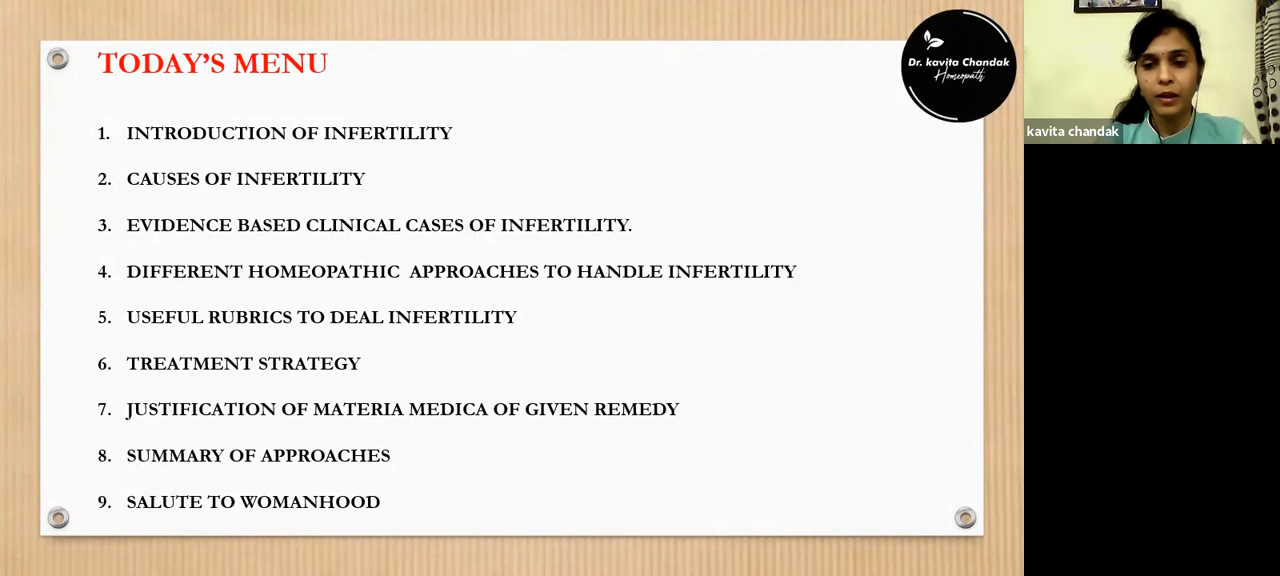 TODAY'S MENU
Dr. kavita Chandak
Homeopath
kavita chandak
1. INTRODUCTION OF INFERTILITY
2. CAUSES OF INFERTILITY
3. EVIDENCE BASED CLINICAL CASES OF INFERTILITY.
4. DIFFERENT HOMEOPATHIC APPROACHES TO HANDLE INFERTILITY
5. USEFUL RUBRICS TO DEAL INFERTILITY
6. TREATMENT STRATEGY
7. JUSTIFICATION OF MATERIA MEDICA OF GIVEN REMEDY
8. SUMMARY OF APPROACHES
9. SALUTE TO WOMANHOOD